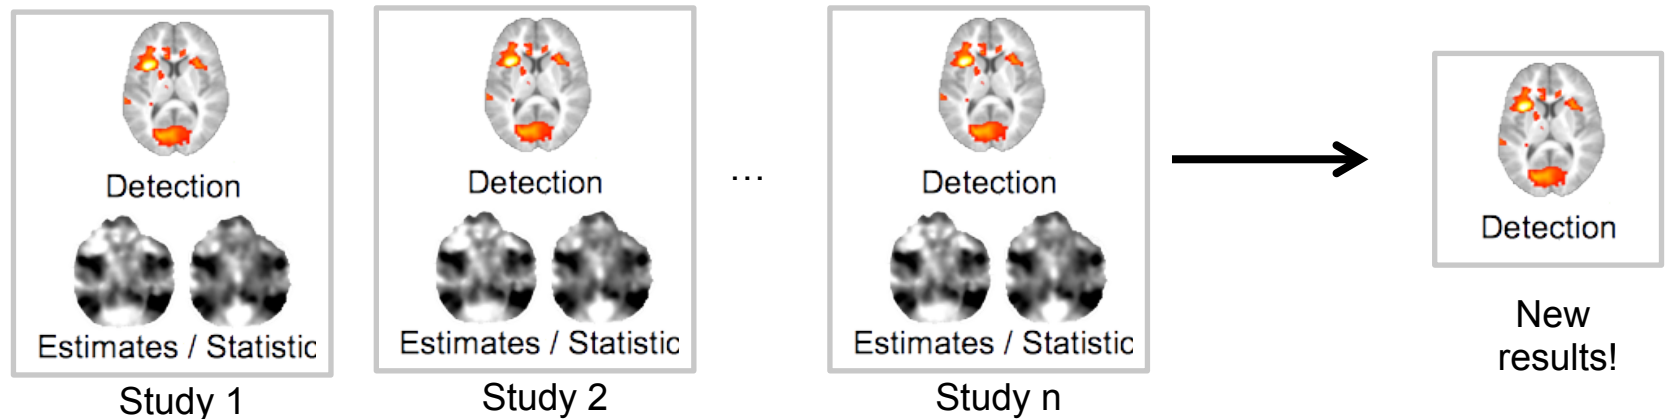 Detection
Estimates / Statistic
Study 1
Detection
Estimates / Statistic
Study 2
...
Detection
Estimates / Statistic
Study n
Detection
New
results!